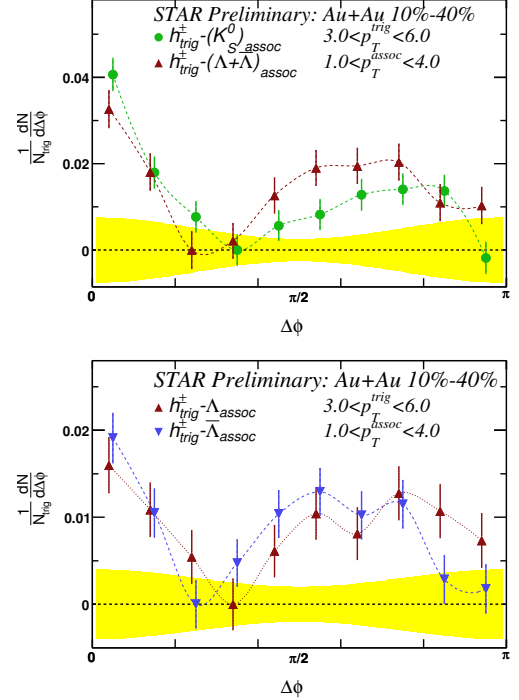 STAR Preliminary: Au+Au 10%-40%
h±trig-(K0S)assoc 3.0<pTtrig<6.0
h±trig-(Λ+Λ̅)assoc 1.0<pTassoc<4.0
1/Ntrig dN/dΔφ
0.04
0.02
0
0 π/2 π
Δφ
STAR Preliminary: Au+Au 10%-40%
h±trig-Λassoc 3.0<pTtrig<6.0
h±trig-Λ̅assoc 1.0<pTassoc<4.0
1/Ntrig dN/dΔφ
0.02
0.01
0
0 π/2 π
Δφ